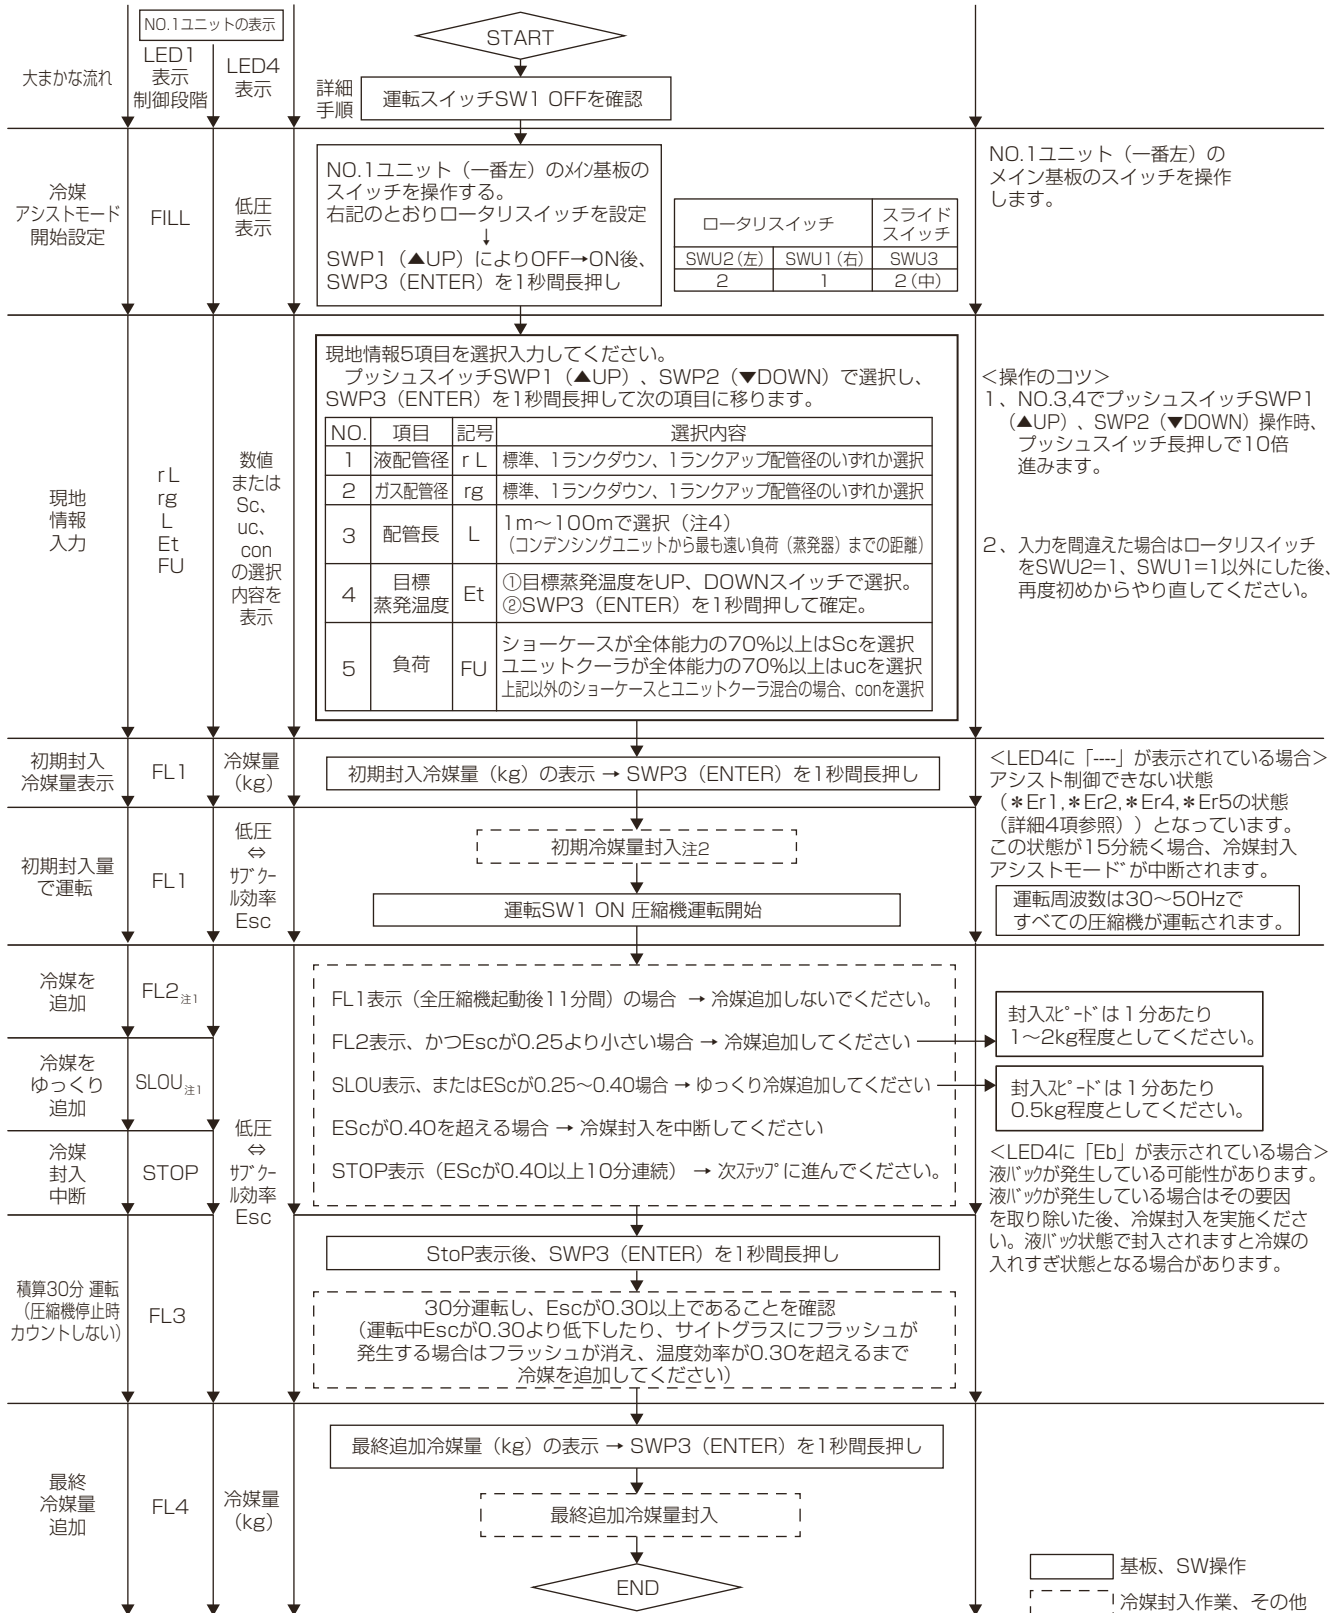 NO.1ユニットの表示
大まかな流れ
LED1
表示
制御段階
LED4
表示
詳細
手順
START
運転スイッチSW1 OFFを確認
冷媒
アシストモード
開始設定
FILL
低圧
表示
NO.1ユニット（一番左）のメイン基板の
スイッチを操作する。
右記のとおりロータリスイッチを設定
↓
SWP1（▲UP）によりOFF→ON後、
SWP3（ENTER）を1秒間長押し
ロータリスイッチ
スライド
スイッチ
SWU2（左） SWU1（右） SWU3
2 1 2（中）
NO.1ユニット（一番左）の
メイン基板のスイッチを操作
します。
現地
情報
入力
rL
rg
L
Et
FU
数値
または
Sc、
uc、
con
の選択
内容を
表示
現地情報5項目を選択入力してください。
プッシュスイッチSWP1（▲UP）、SWP2（▼DOWN）で選択し、
SWP3（ENTER）を1秒間長押して次の項目に移ります。
NO. 項目 記号 選択内容
1 液配管径 rL 標準、1ランクダウン、1ランクアップ配管径のいずれか選択
2 ガス配管径 rg 標準、1ランクダウン、1ランクアップ配管径のいずれか選択
3 配管長 L 1m～100mで選択（注4）
（コンデンシングユニットから最も遠い負荷（蒸発器）までの距離）
4 目標
蒸発温度 Et ①目標蒸発温度をUP、DOWNスイッチで選択。
②SWP3（ENTER）を1秒間押して確定。
5 負荷 FU ショーケースが全体能力の70%以上はScを選択
ユニットクーラが全体能力の70%以上はucを選択
上記以外のショーケースとユニットクーラ混合の場合、conを選択
＜操作のコツ＞
1、NO.3,4でプッシュスイッチSWP1
（▲UP）、SWP2（▼DOWN）操作時、
プッシュスイッチ長押しで10倍
進みます。
2、入力を間違えた場合はロータリスイッチ
をSWU2=1、SWU1=1以外にした後、
再度初めからやり直してください。
初期封入
冷媒量表示
FL1
冷媒量
(kg)
初期封入冷媒量（kg）の表示 → SWP3（ENTER）を1秒間長押し
＜LED4に「----」が表示されている場合＞
アシスト制御できない状態
（＊Er1,＊Er2,＊Er4,＊Er5の状態
（詳細4項参照））となっています。
この状態が15分続く場合、冷媒封入
アシストモードが中断されます。
初期封入量
で運転
FL1
低圧
⇔
サブクー
ル効率
Esc
初期冷媒量封入注2
運転SW1 ON 圧縮機運転開始
運転周波数は30～50Hzで
すべての圧縮機が運転されます。
冷媒を
追加
FL2注1
冷媒を
ゆっくり
追加
SLOU注1
冷媒
封入
中断
STOP
低圧
⇔
サブクー
ル効率
Esc
FL1表示（全圧縮機起動後11分間）の場合 → 冷媒追加しないでください。
FL2表示、かつEscが0.25より小さい場合 → 冷媒追加してください
SLOU表示、またはEScが0.25～0.40場合 → ゆっくり冷媒追加してください
EScが0.40を超える場合 → 冷媒封入を中断してください
STOP表示（EScが0.40以上10分連続） → 次ステップに進んでください。
封入スピードは1分あたり
1～2kg程度としてください。
封入スピードは1分あたり
0.5kg程度としてください。
＜LED4に「Eb」が表示されている場合＞
液バックが発生している可能性があります。
液バックが発生している場合はその要因
を取り除いた後、冷媒封入を実施くださ
い。液バック状態で封入されますと冷媒の
入れすぎ状態となる場合があります。
積算30分 運転
（圧縮機停止時
カウントしない）
FL3
StoP表示後、SWP3（ENTER）を1秒間長押し
30分運転し、Escが0.30以上であることを確認
（運転中Escが0.30より低下したり、サイトグラスにフラッシュが
発生する場合はフラッシュが消え、温度効率が0.30を超えるまで
冷媒を追加してください）
最終
冷媒量
追加
FL4
冷媒量
(kg)
最終追加冷媒量（kg）の表示 → SWP3（ENTER）を1秒間長押し
最終追加冷媒量封入
END
基板、SW操作
冷媒封入作業、その他